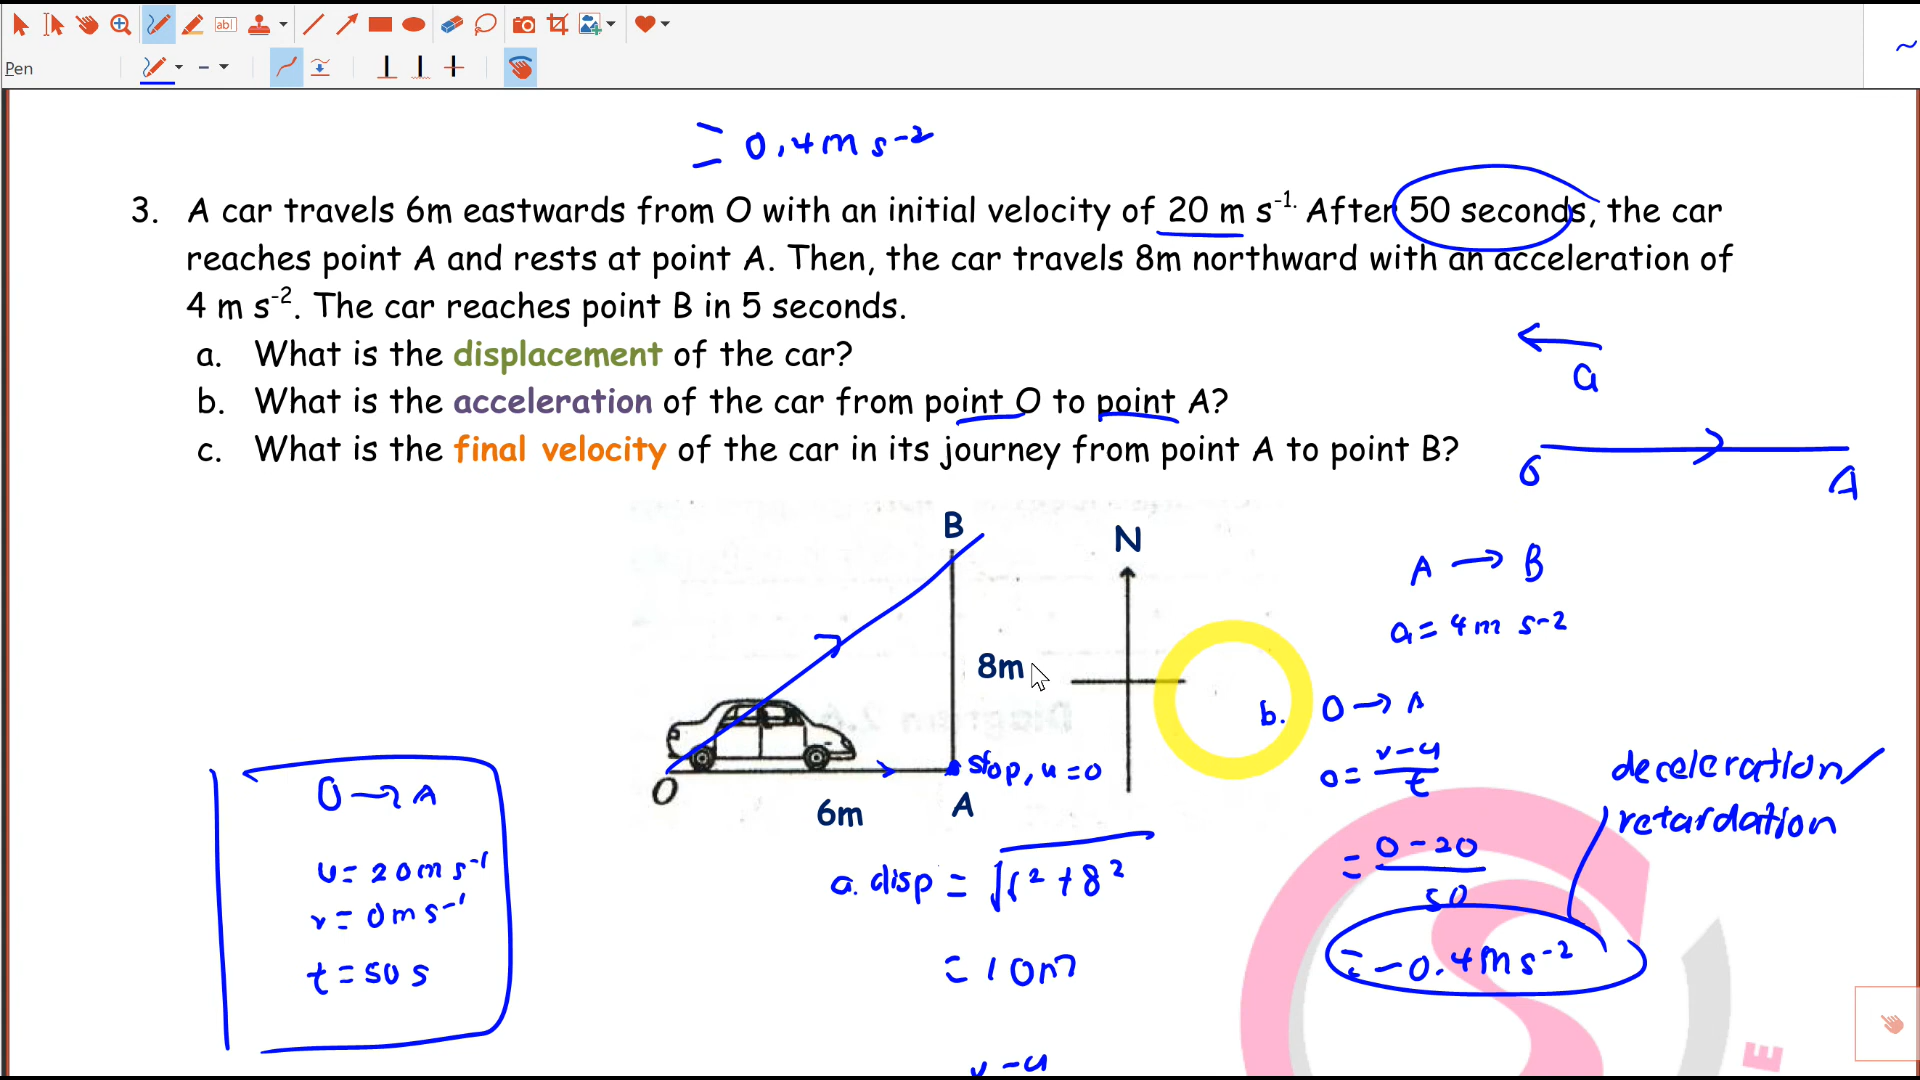 Pen
= 0.4 m s⁻²
3. A car travels 6m eastwards from O with an initial velocity of 20 m s⁻¹. After 50 seconds, the car
reaches point A and rests at point A. Then, the car travels 8m northward with an acceleration of
4 m s⁻². The car reaches point B in 5 seconds.
a. What is the displacement of the car?
b. What is the acceleration of the car from point O to point A?
c. What is the final velocity of the car in its journey from point A to point B?
a
O A
B
N
A → B
a = 4 m s⁻²
8m
stop, u = 0
O
6m
A
b. O → A
a = v-u
t
= 0-20
50
= -0.4 m s⁻²
deceleration/
retardation
O → A
u = 20 m s⁻¹
v = 0 m s⁻¹
t = 50 s
a. disp = √6² + 8²
= 10m
v-u
S
E